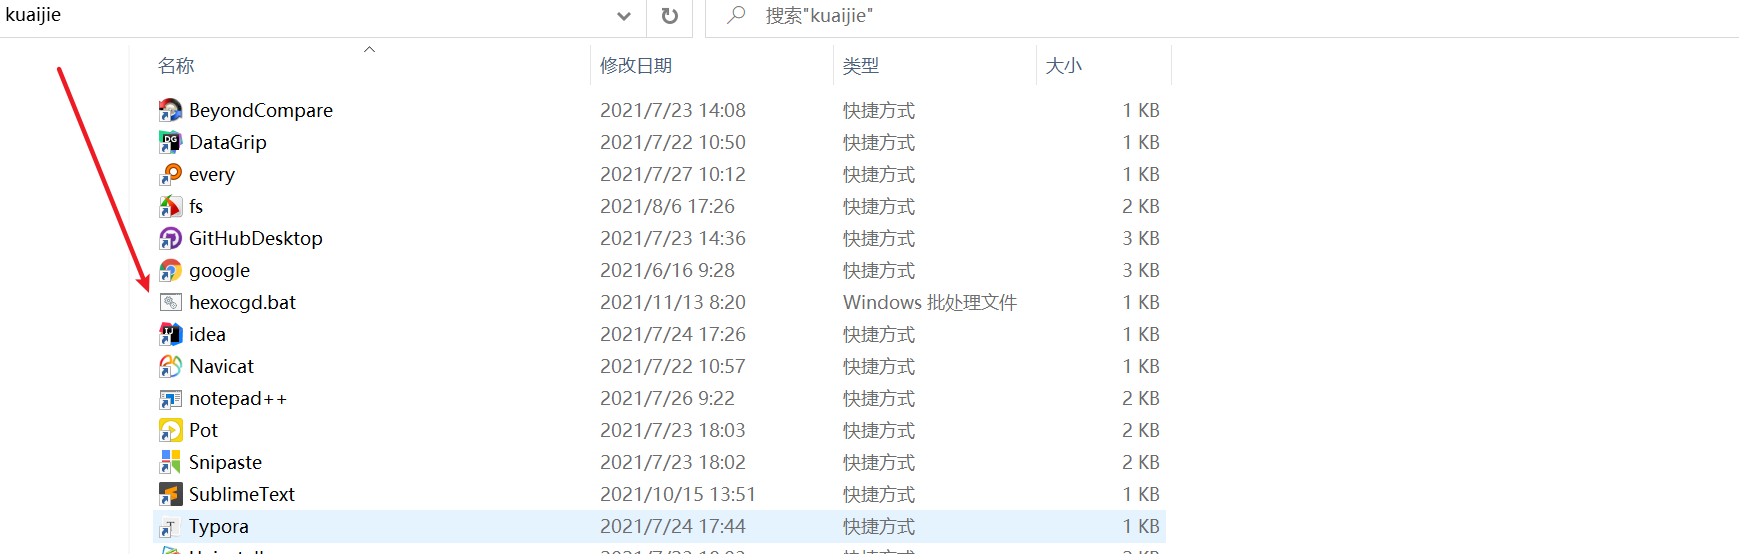 kuaijie 搜索"kuaijie"
名称 修改日期 类型 大小
BeyondCompare 2021/7/23 14:08 快捷方式 1 KB
DataGrip 2021/7/22 10:50 快捷方式 1 KB
every 2021/7/27 10:12 快捷方式 1 KB
fs 2021/8/6 17:26 快捷方式 2 KB
GitHubDesktop 2021/7/23 14:36 快捷方式 3 KB
google 2021/6/16 9:28 快捷方式 3 KB
hexocgd.bat 2021/11/13 8:20 Windows 批处理文件 1 KB
idea 2021/7/24 17:26 快捷方式 1 KB
Navicat 2021/7/22 10:57 快捷方式 1 KB
notepad++ 2021/7/26 9:22 快捷方式 2 KB
Pot 2021/7/23 18:03 快捷方式 2 KB
Snipaste 2021/7/23 18:02 快捷方式 2 KB
SublimeText 2021/10/15 13:51 快捷方式 1 KB
Typora 2021/7/24 17:44 快捷方式 1 KB